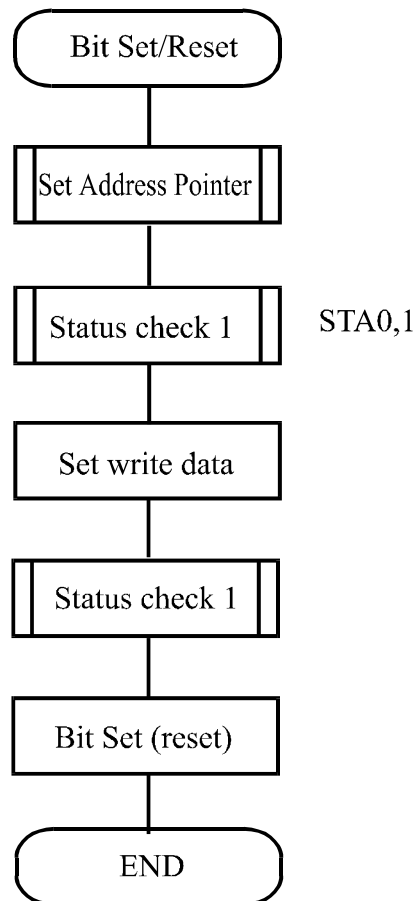 Bit Set/Reset
Set Address Pointer
Status check 1
STA0,1
Set write data
Status check 1
Bit Set (reset)
END